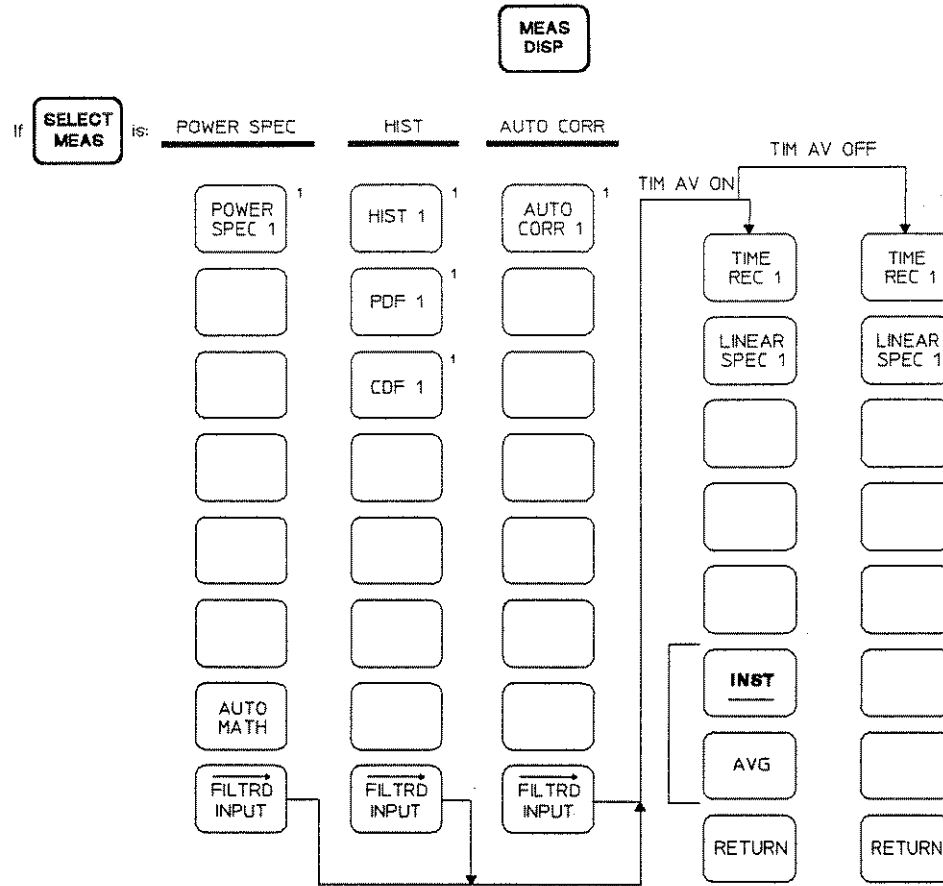 MEAS
DISP
If
SELECT
MEAS
is:
POWER SPEC
HIST
AUTO CORR
TIM AV OFF
TIM AV ON
POWER
SPEC 1
1
HIST 1
1
AUTO
CORR 1
1
PDF 1
1
CDF 1
1
AUTO
MATH
FILTRD
INPUT
FILTRD
INPUT
FILTRD
INPUT
TIME
REC 1
LINEAR
SPEC 1
INST
AVG
RETURN
TIME
REC 1
LINEAR
SPEC 1
RETURN